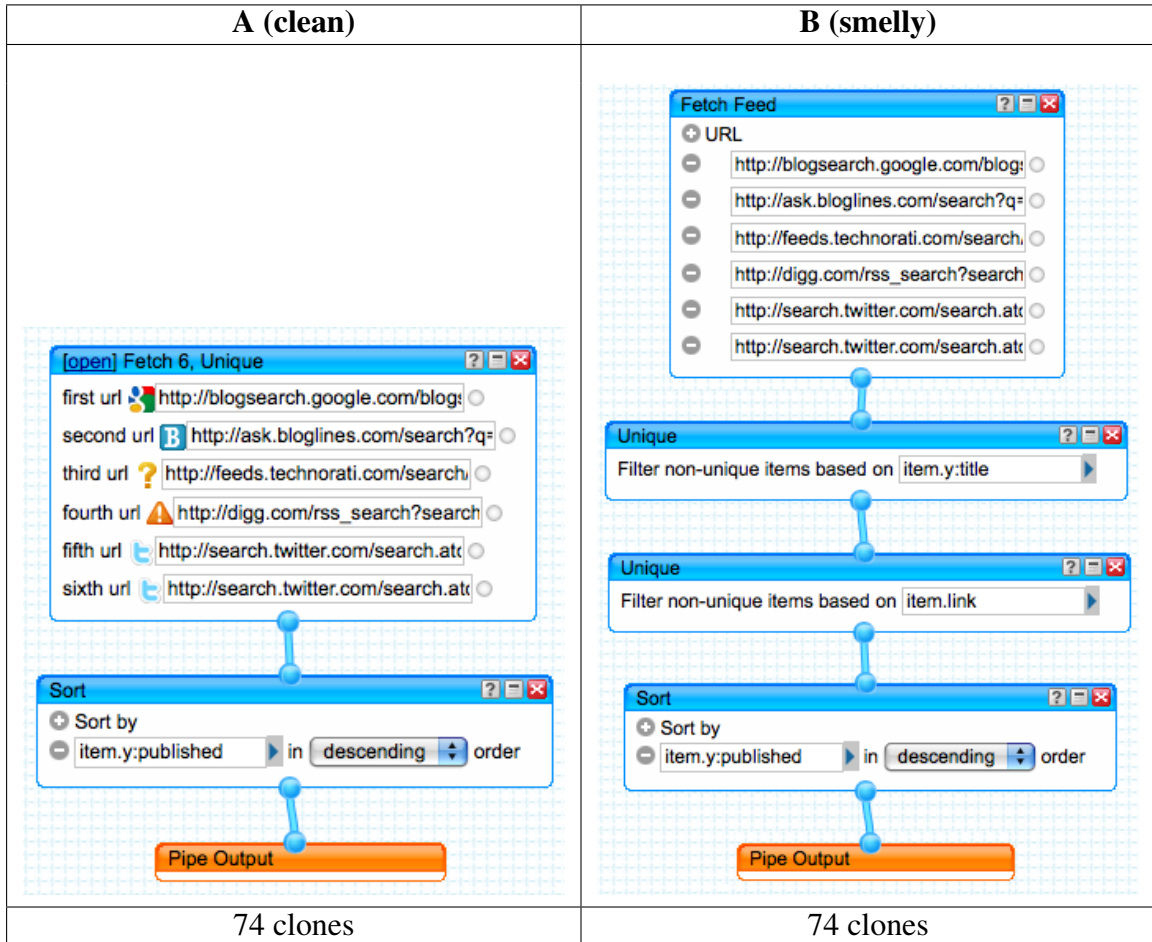 A (clean)
B (smelly)
[open] Fetch 6, Unique
first url http://blogsearch.google.com/blogs
second url B http://ask.bloglines.com/search?q=
third url ? http://feeds.technorati.com/search/
fourth url http://digg.com/rss_search?search
fifth url http://search.twitter.com/search.ato
sixth url http://search.twitter.com/search.ato
Sort
Sort by
item.y:published in descending order
Pipe Output
74 clones
Fetch Feed
URL
http://blogsearch.google.com/blogs
http://ask.bloglines.com/search?q=
http://feeds.technorati.com/search/
http://digg.com/rss_search?search
http://search.twitter.com/search.ato
http://search.twitter.com/search.ato
Unique
Filter non-unique items based on item.y:title
Unique
Filter non-unique items based on item.link
Sort
Sort by
item.y:published in descending order
Pipe Output
74 clones